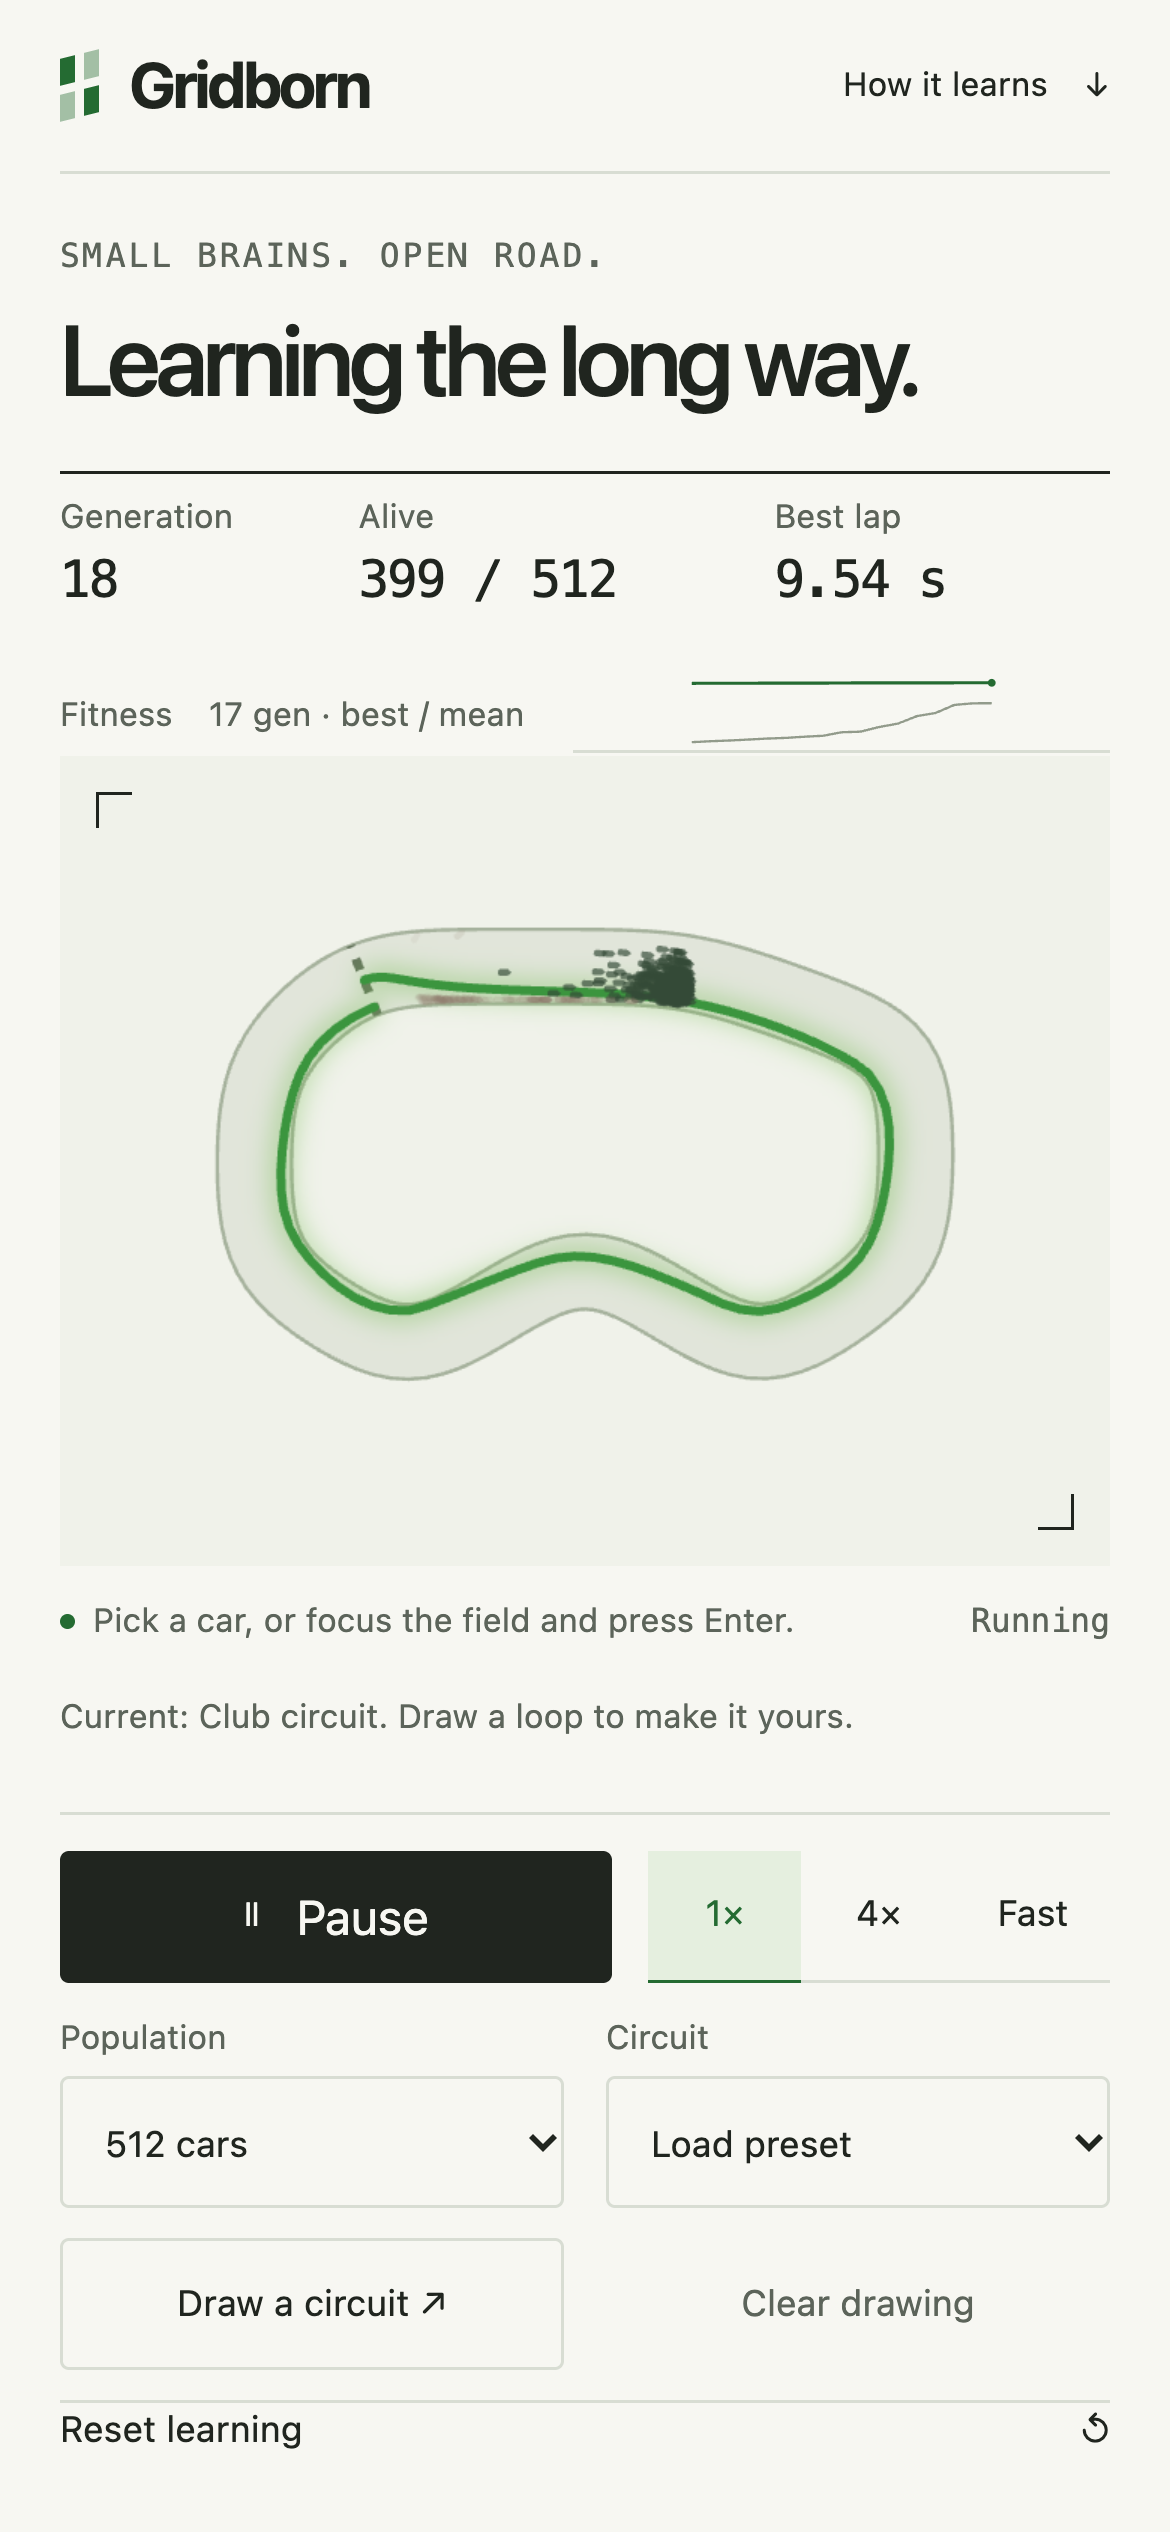 Gridborn
How it learns ↓
SMALL BRAINS. OPEN ROAD.
Learning the long way.
Generation
Alive
Best lap
18
399 / 512
9.54 s
Fitness 17 gen · best / mean
Pick a car, or focus the field and press Enter.
Running
Current: Club circuit. Draw a loop to make it yours.
Pause
1×
4×
Fast
Population
Circuit
512 cars
Load preset
Draw a circuit ↗
Clear drawing
Reset learning